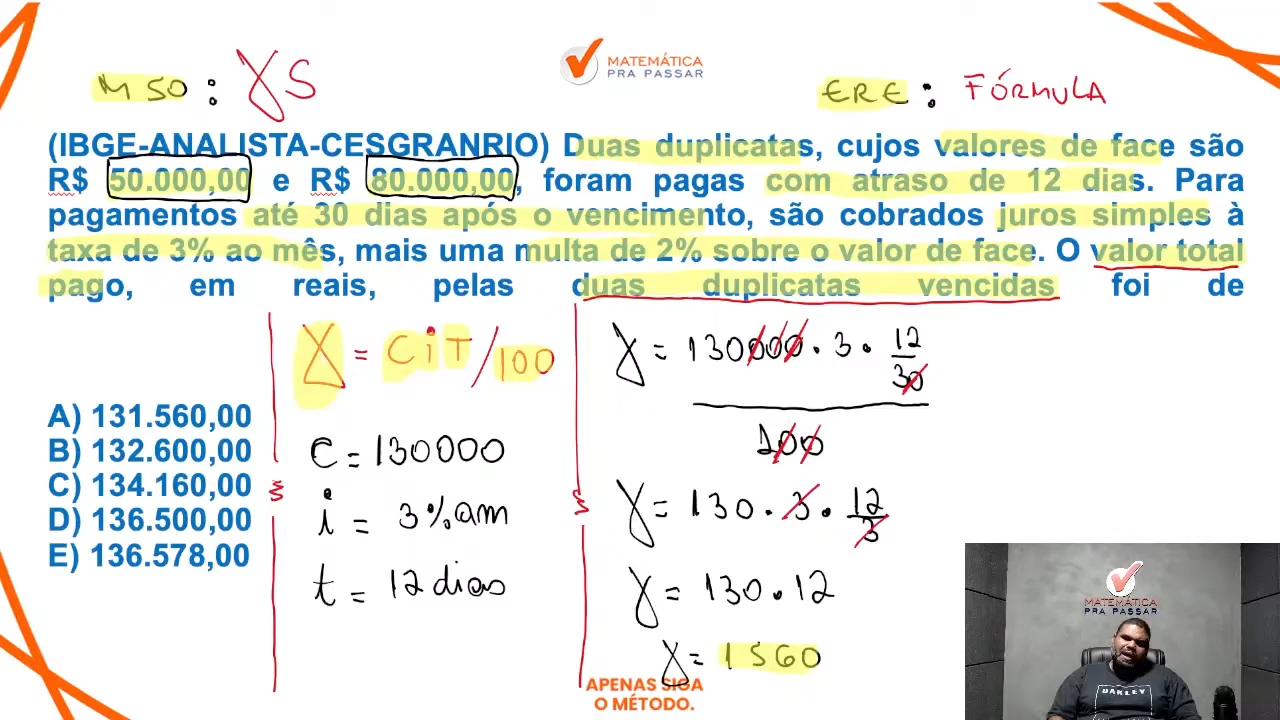 MATEMÁTICA
PRA PASSAR
M50 : JS
ERE : FÓRMULA
(IBGE-ANALISTA-CESGRANRIO) Duas duplicatas, cujos valores de face são
R$ 50.000,00 e R$ 80.000,00, foram pagas com atraso de 12 dias. Para
pagamentos até 30 dias após o vencimento, são cobrados juros simples à
taxa de 3% ao mês, mais uma multa de 2% sobre o valor de face. O valor total
pago, em reais, pelas duas duplicatas vencidas foi de
A) 131.560,00
B) 132.600,00
C) 134.160,00
D) 136.500,00
E) 136.578,00
J = CiT/100
C = 130000
i = 3% am
t = 12 dias
J = 130000 . 3 . 12
30
100
J = 130 . 3 . 12
3
J = 130 . 12
J = 1560
APENAS SIGA
O MÉTODO.
MATEMÁTICA
PRA PASSAR
OAKLEY